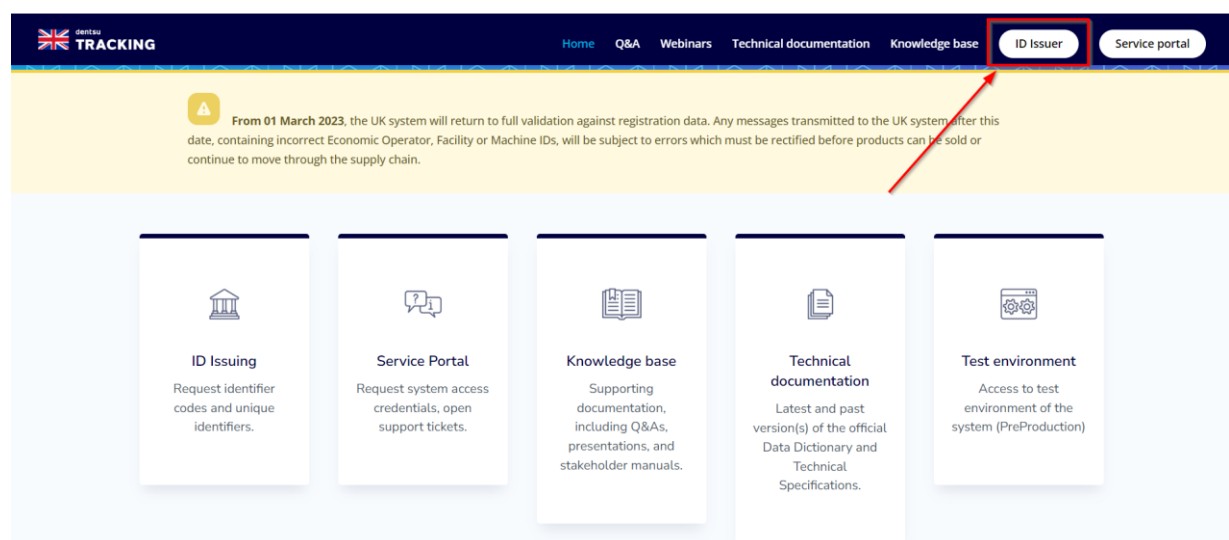 dentsu
TRACKING
Home Q&A Webinars Technical documentation Knowledge base ID Issuer Service portal
From 01 March 2023, the UK system will return to full validation against registration data. Any messages transmitted to the UK system after this
date, containing incorrect Economic Operator, Facility or Machine IDs, will be subject to errors which must be rectified before products can be sold or
continue to move through the supply chain.
ID Issuing
Request identifier
codes and unique
identifiers.
Service Portal
Request system access
credentials, open
support tickets.
Knowledge base
Supporting
documentation,
including Q&As,
presentations, and
stakeholder manuals.
Technical
documentation
Latest and past
version(s) of the official
Data Dictionary and
Technical
Specifications.
Test environment
Access to test
environment of the
system (PreProduction)